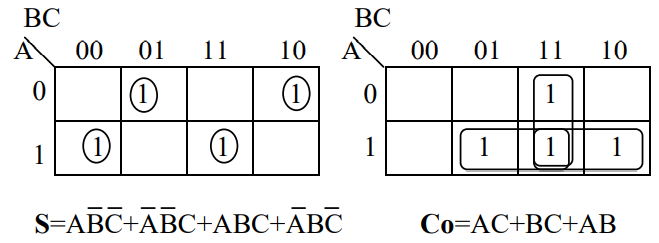 BC BC
A 00 01 11 10 A 00 01 11 10
0 1 1 0 1
1 1 1 1 1 1 1
S=AB̅C̅+A̅B̅C+ABC+A̅BC̅ Co=AC+BC+AB